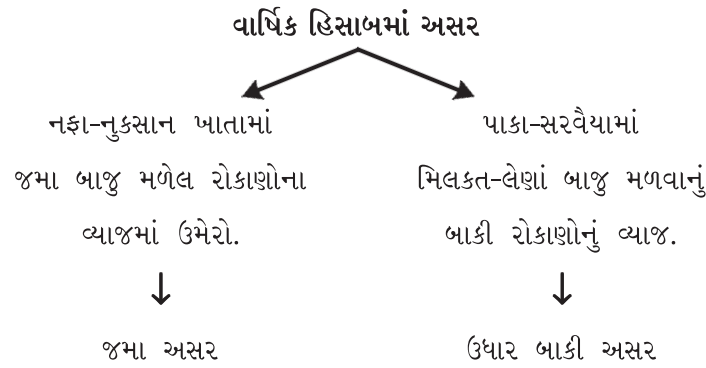 વાર્ષિક હિસાબમાં અસર
નફા-નુકસાન ખાતામાં
જમા બાજુ મળેલ રોકાણોના
વ્યાજમાં ઉમેરો.
↓
જમા અસર
પાકા-સરવૈયામાં
મિલકત-લેણાં બાજુ મળવાનું
બાકી રોકાણોનું વ્યાજ.
↓
ઉધાર બાકી અસર